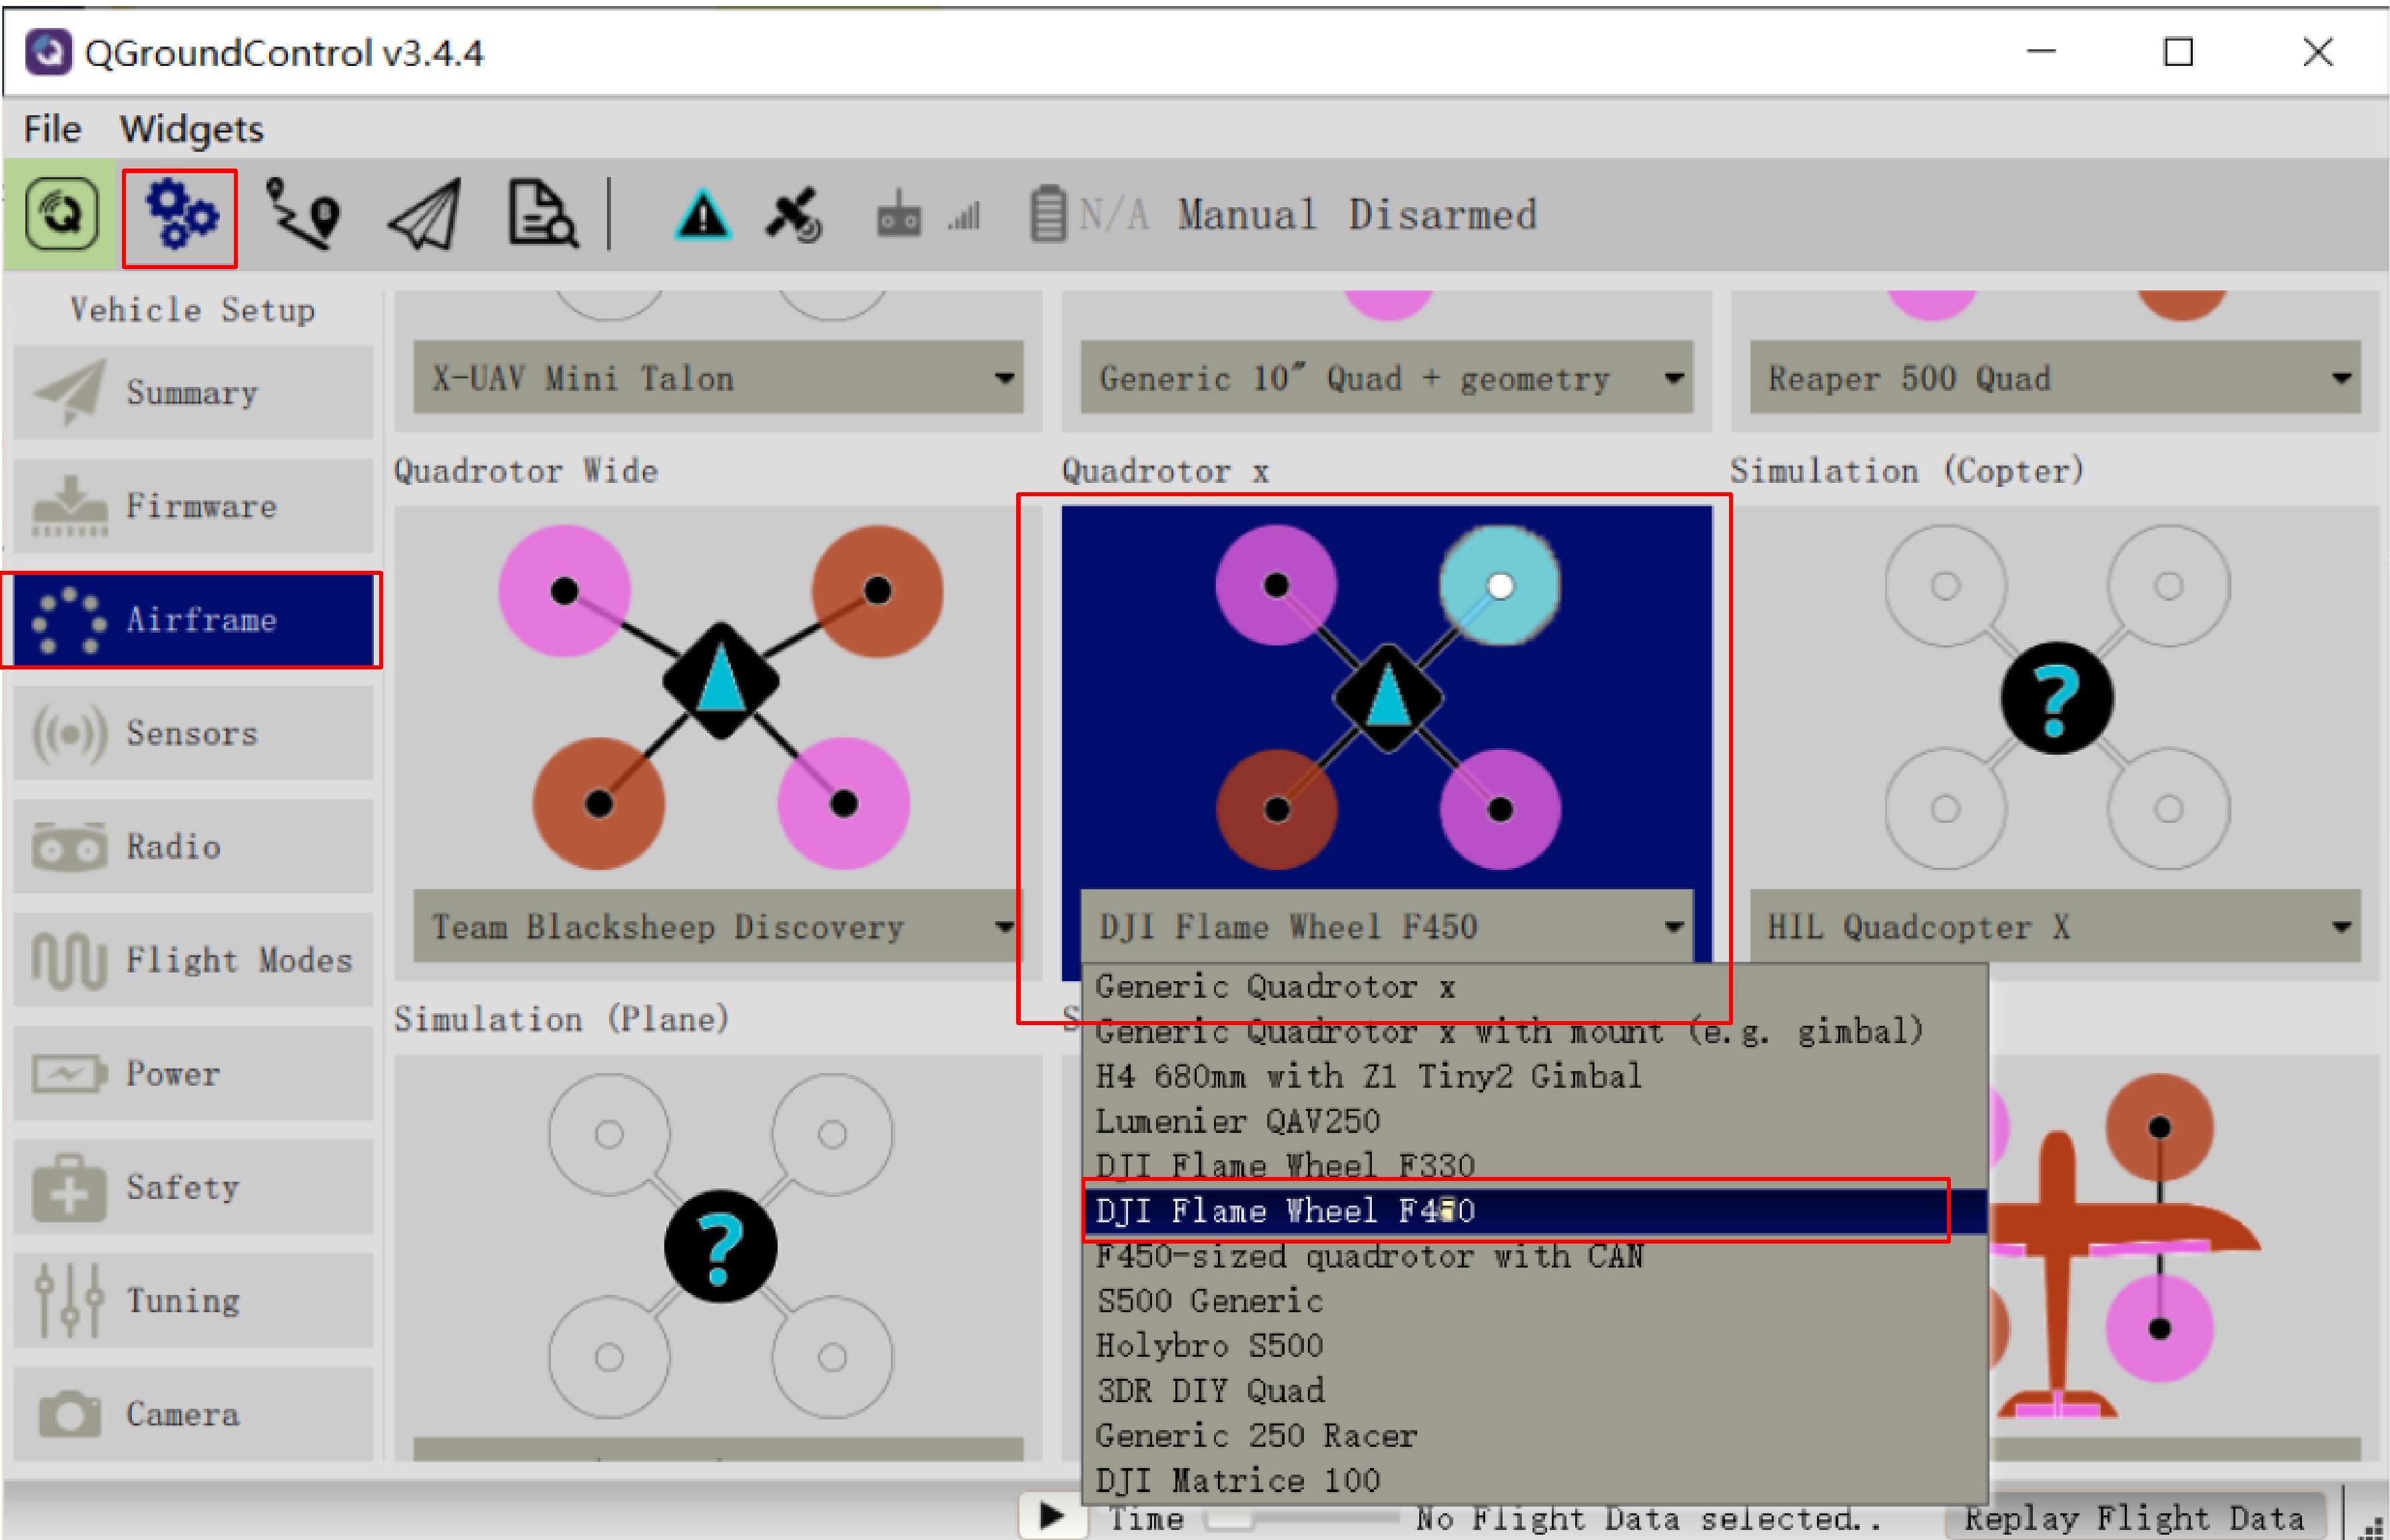 QGroundControl v3.4.4
File Widgets
N/A Manual Disarmed
Vehicle Setup
Summary
Firmware
Airframe
Sensors
Radio
Flight Modes
Power
Safety
Tuning
Camera
X-UAV Mini Talon
Generic 10″ Quad + geometry
Reaper 500 Quad
Quadrotor Wide
Quadrotor x
Simulation (Copter)
Team Blacksheep Discovery
DJI Flame Wheel F450
HIL Quadcopter X
Simulation (Plane)
Generic Quadrotor x
Generic Quadrotor x with mount (e.g. gimbal)
H4 680mm with Z1 Tiny2 Gimbal
Lumenier QAV250
DJI Flame Wheel F330
DJI Flame Wheel F450
F450-sized quadrotor with CAN
S500 Generic
Holybro S500
3DR DIY Quad
Generic 250 Racer
DJI Matrice 100
Time No Flight Data selected.. Replay Flight Data